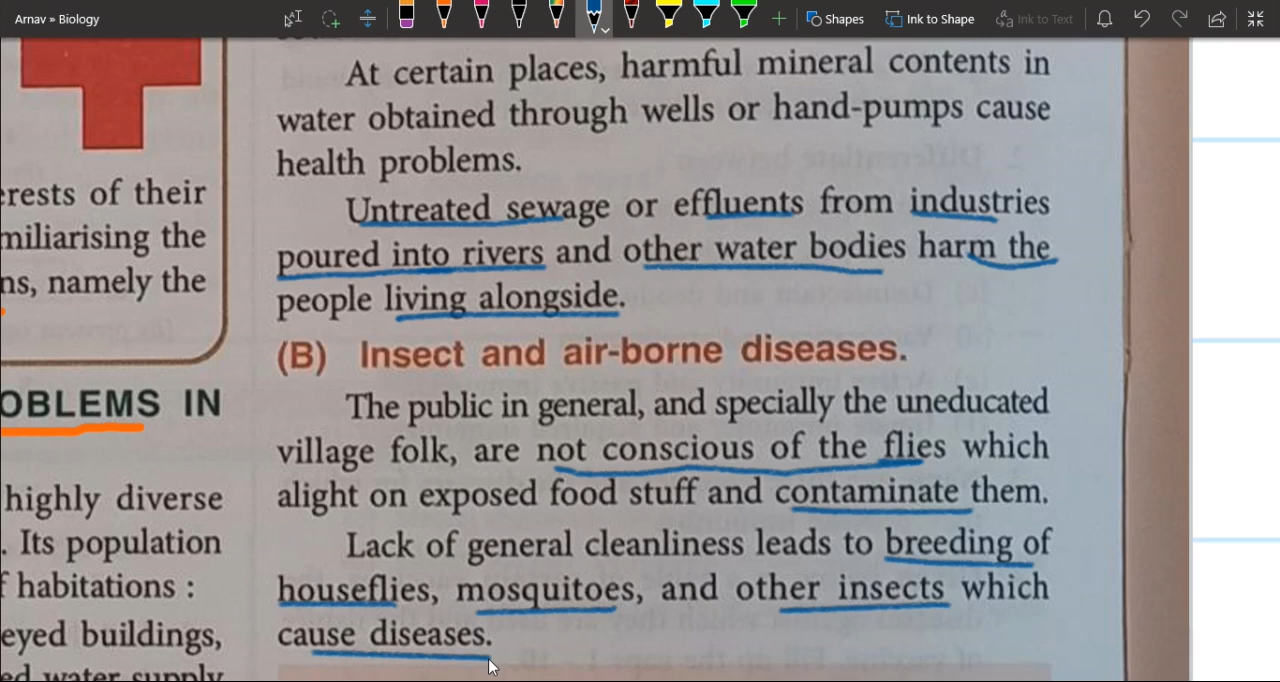 Arnav » Biology
Shapes
Ink to Shape
Ink to Text
erests of their
miliarising the
ns, namely the
OBLEMS IN
highly diverse
. Its population
f habitations :
eyed buildings,
ed water supply
At certain places, harmful mineral contents in
water obtained through wells or hand-pumps cause
health problems.
Untreated sewage or effluents from industries
poured into rivers and other water bodies harm the
people living alongside.
(B) Insect and air-borne diseases.
The public in general, and specially the uneducated
village folk, are not conscious of the flies which
alight on exposed food stuff and contaminate them.
Lack of general cleanliness leads to breeding of
houseflies, mosquitoes, and other insects which
cause diseases.